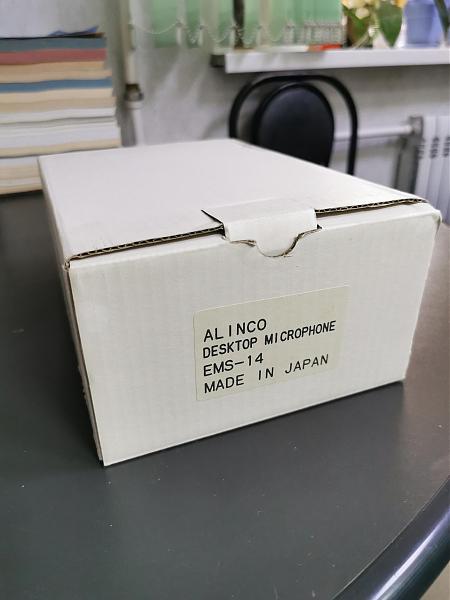 ALINCO
DESKTOP MICROPHONE
EMS-14
MADE IN JAPAN